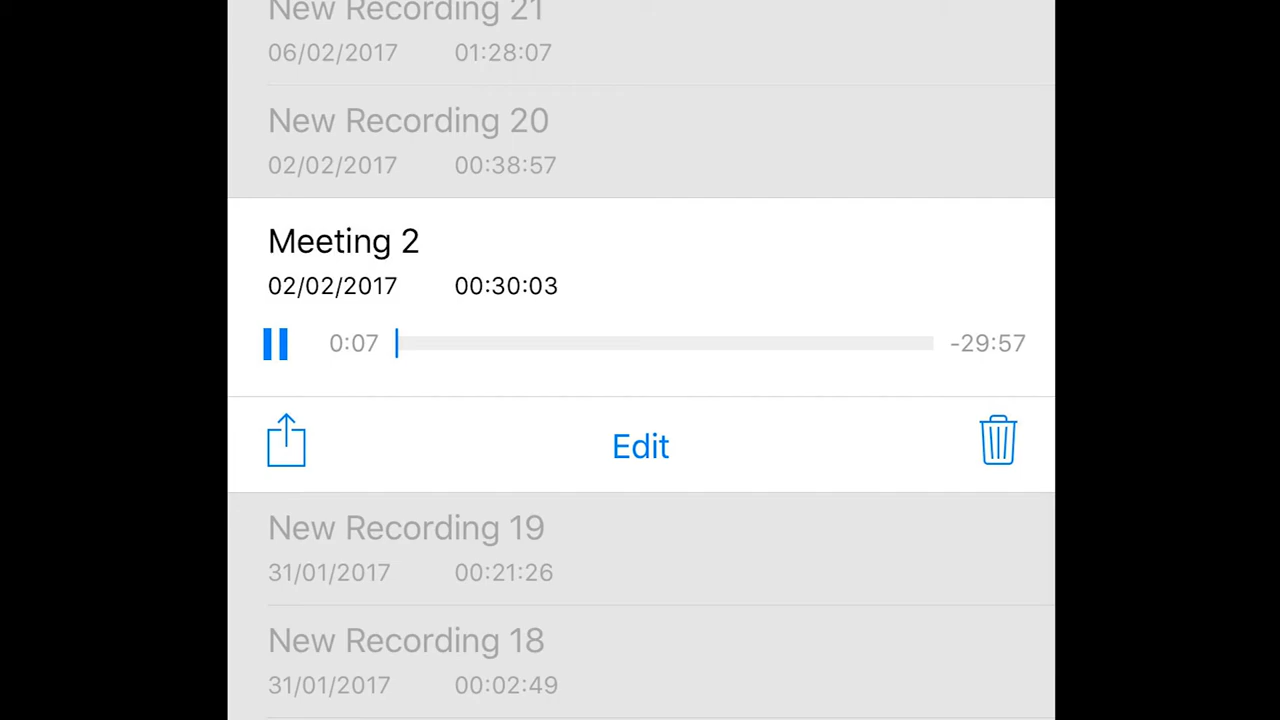 New Recording 21
06/02/2017 01:28:07
New Recording 20
02/02/2017 00:38:57
Meeting 2
02/02/2017 00:30:03
0:07 -29:57
Edit
New Recording 19
31/01/2017 00:21:26
New Recording 18
31/01/2017 00:02:49